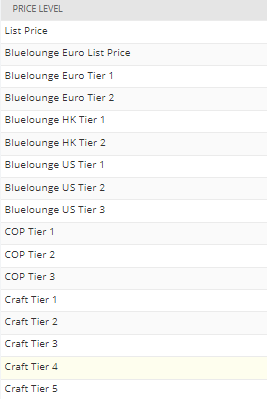 PRICE LEVEL
List Price
Bluelounge Euro List Price
Bluelounge Euro Tier 1
Bluelounge Euro Tier 2
Bluelounge HK Tier 1
Bluelounge HK Tier 2
Bluelounge US Tier 1
Bluelounge US Tier 2
Bluelounge US Tier 3
COP Tier 1
COP Tier 2
COP Tier 3
Craft Tier 1
Craft Tier 2
Craft Tier 3
Craft Tier 4
Craft Tier 5